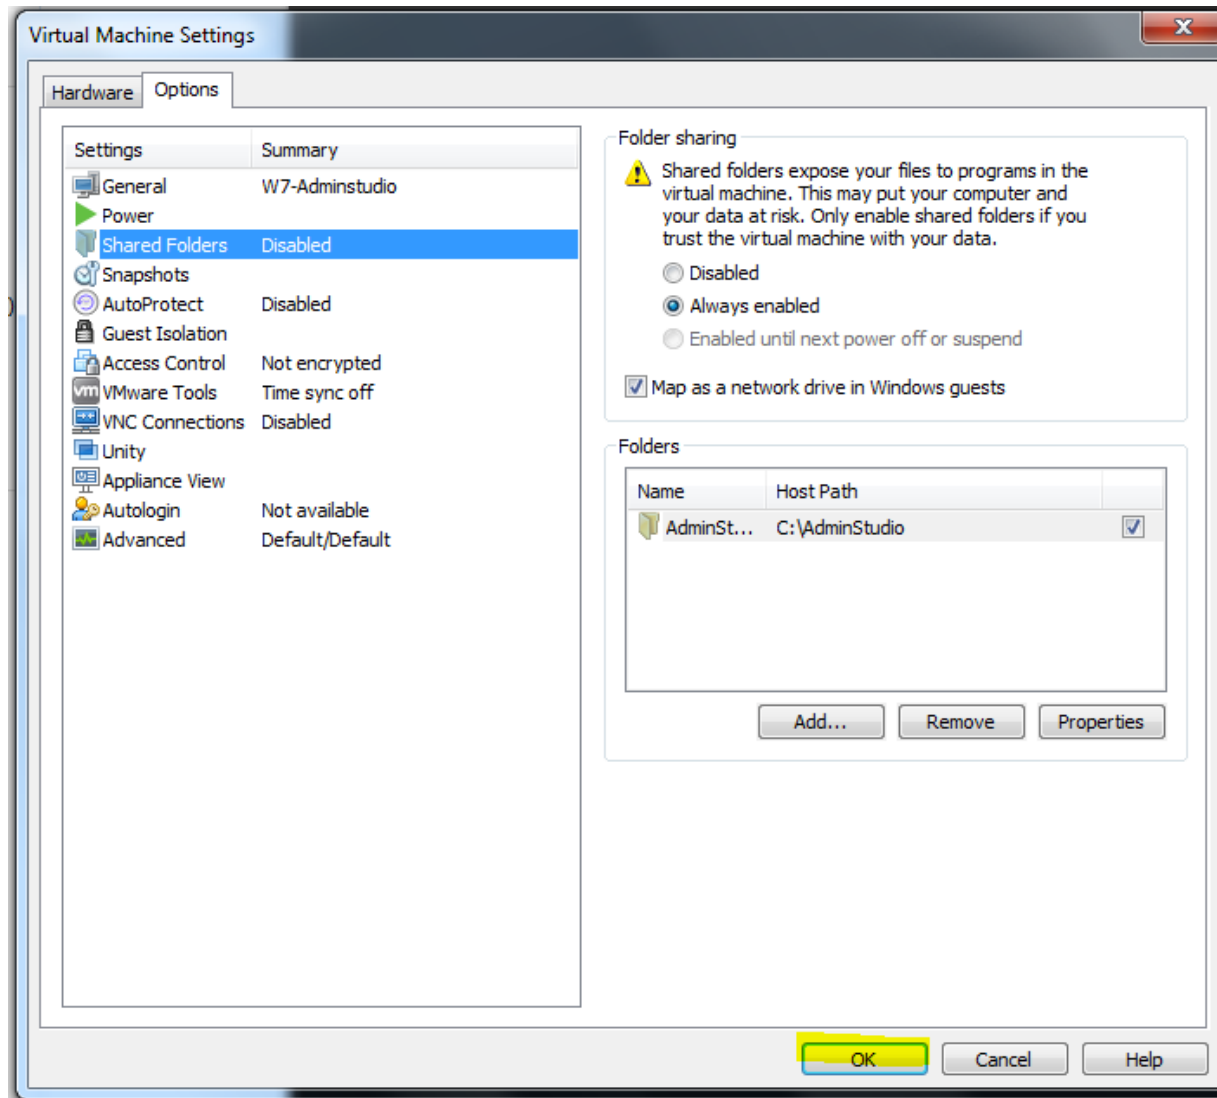 Virtual Machine Settings
Hardware Options
Settings Summary
General W7-Adminstudio
Power
Shared Folders Disabled
Snapshots
AutoProtect Disabled
Guest Isolation
Access Control Not encrypted
vm VMware Tools Time sync off
VNC Connections Disabled
Unity
Appliance View
Autologin Not available
Advanced Default/Default
Folder sharing
Shared folders expose your files to programs in the
virtual machine. This may put your computer and
your data at risk. Only enable shared folders if you
trust the virtual machine with your data.
Disabled
Always enabled
Enabled until next power off or suspend
Map as a network drive in Windows guests
Folders
Name Host Path
AdminSt... C:\AdminStudio
Add... Remove Properties
OK Cancel Help